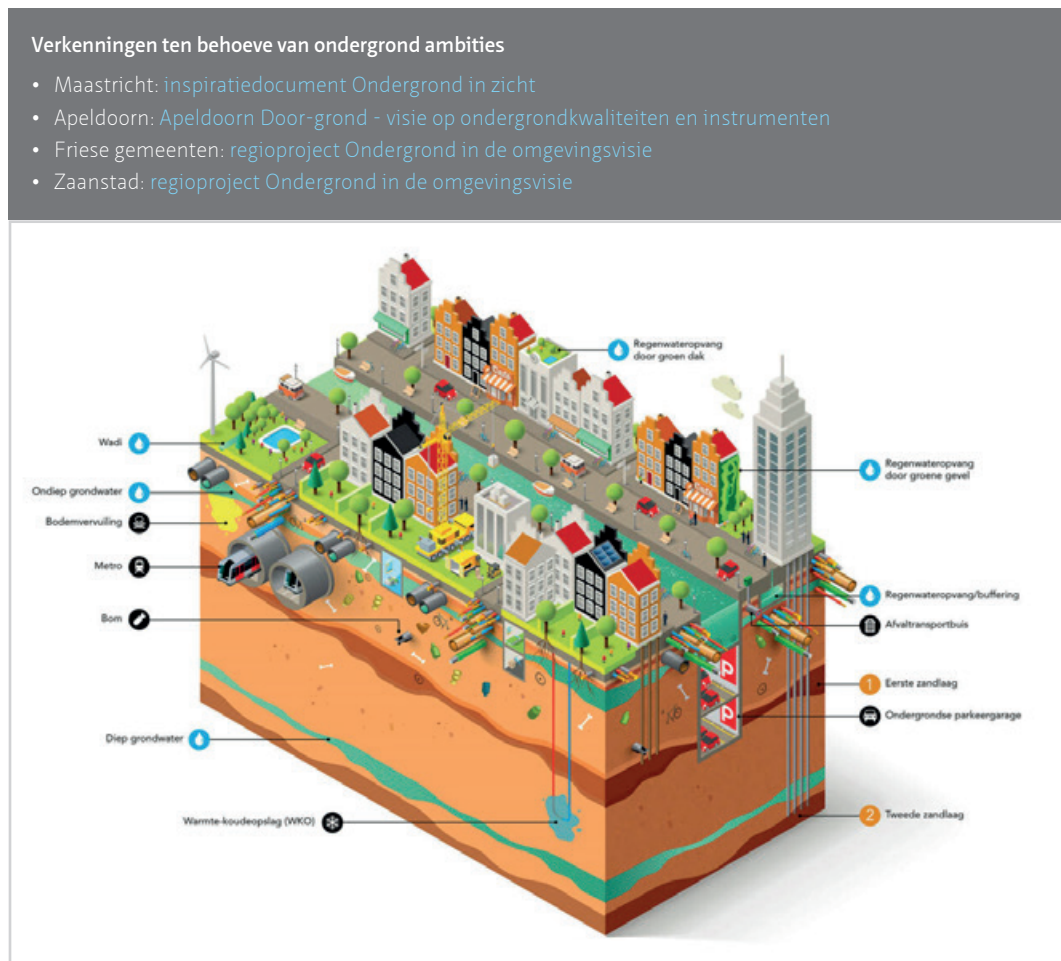 Verkenningen ten behoeve van ondergrond ambities
• Maastricht: inspiratiedocument Ondergrond in zicht
• Apeldoorn: Apeldoorn Door-grond - visie op ondergrondkwaliteiten en instrumenten
• Friese gemeenten: regioproject Ondergrond in de omgevingsvisie
• Zaanstad: regioproject Ondergrond in de omgevingsvisie
Regenwateropvang
door groen dak
Wadi
Regenwateropvang
door groene gevel
Ondiep grondwater
Bodemvervuiling
Metro
Bom
Regenwateropvang/buffering
Afvaltransportbuis
1 Eerste zandlaag
Ondergrondse parkeergarage
Diep grondwater
Warmte-koudeopslag (WKO)
2 Tweede zandlaag
P
P